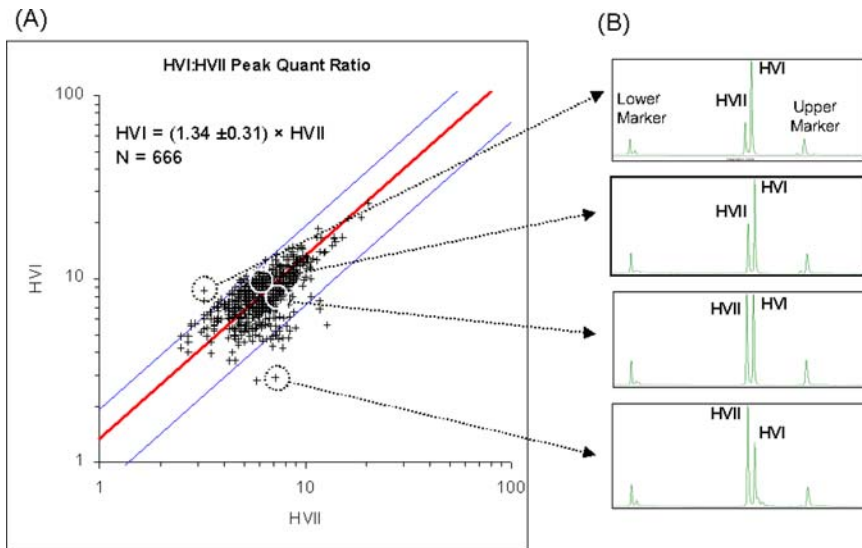 (A)
HVI:HVII Peak Quant Ratio
HVI = (1.34 ±0.31) × HVII
N = 666
100
10
1
HVI
1
10
100
HVII
(B)
HVI
HVII
Lower
Marker
Upper
Marker
HVI
HVII
HVII
HVI
HVII
HVI